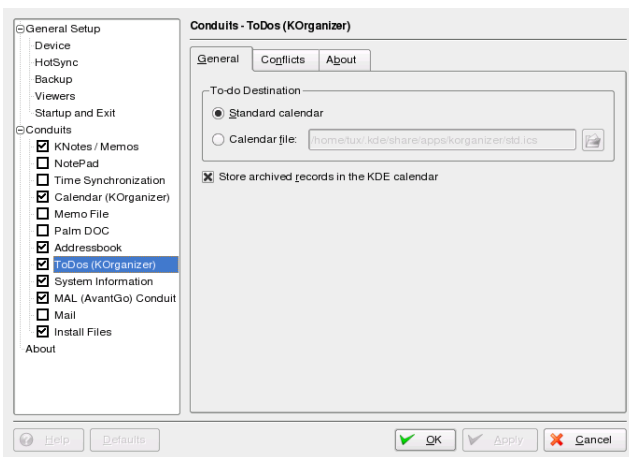 General Setup
Device
HotSync
Backup
Viewers
Startup and Exit
Conduits
KNotes / Memos
NotePad
Time Synchronization
Calendar (KOrganizer)
Memo File
Palm DOC
Addressbook
ToDos (KOrganizer)
System Information
MAL (AvantGo) Conduit
Mail
Install Files
About
Conduits - ToDos (KOrganizer)
General Conflicts About
To-do Destination
Standard calendar
Calendar file: /home/tux/.kde/share/apps/korganizer/std.ics
Store archived records in the KDE calendar
Help Defaults OK Apply Cancel